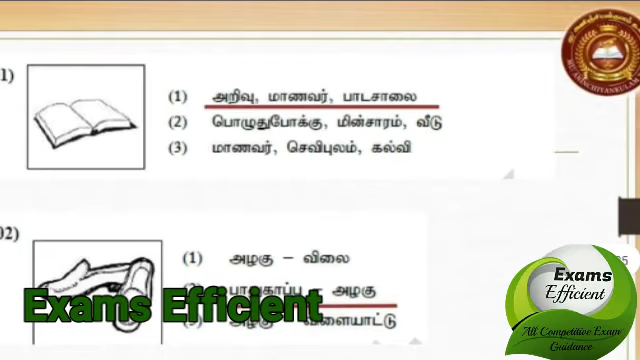 1)
(1) அறிவு, மாணவர், பாடசாலை
(2) பொழுதுபோக்கு, மின்சாரம், வீடு
(3) மாணவர், செவிபுலம், கல்வி
02)
(1) அழகு – விலை
அழகு
Exams Efficient
Exams
Efficient
All Competitive Exam
Guidance